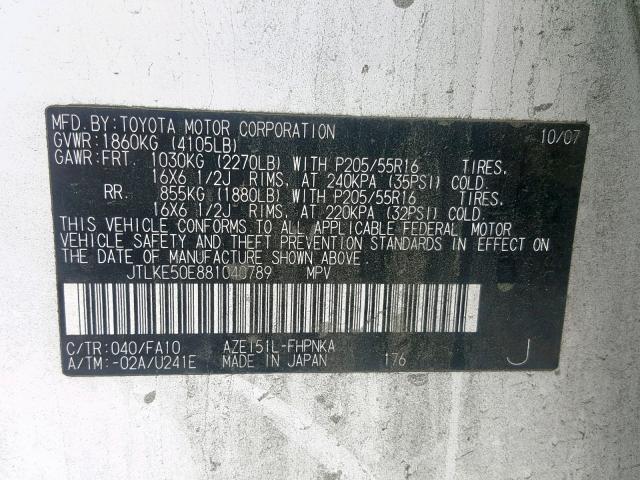 MFD.BY:TOYOTA MOTOR CORPORATION 10/07
GVWR:1860KG (4105LB)
GAWR:FRT. 1030KG (2270LB) WITH P205/55R16 TIRES,
16X6 1/2J RIMS, AT 240KPA (35PSI) COLD.
RR. 855KG (1880LB) WITH P205/55R16 TIRES,
16X6 1/2J RIMS, AT 220KPA (32PSI) COLD.
THIS VEHICLE CONFORMS TO ALL APPLICABLE FEDERAL MOTOR
VEHICLE SAFETY AND THEFT PREVENTION STANDARDS IN EFFECT ON
THE DATE OF MANUFACTURE SHOWN ABOVE.
JTLKE50E881040789 MPV
C/TR:040/FA10 AZE151L-FHPNKA
A/TM:-02A/U241E MADE IN JAPAN 176 J